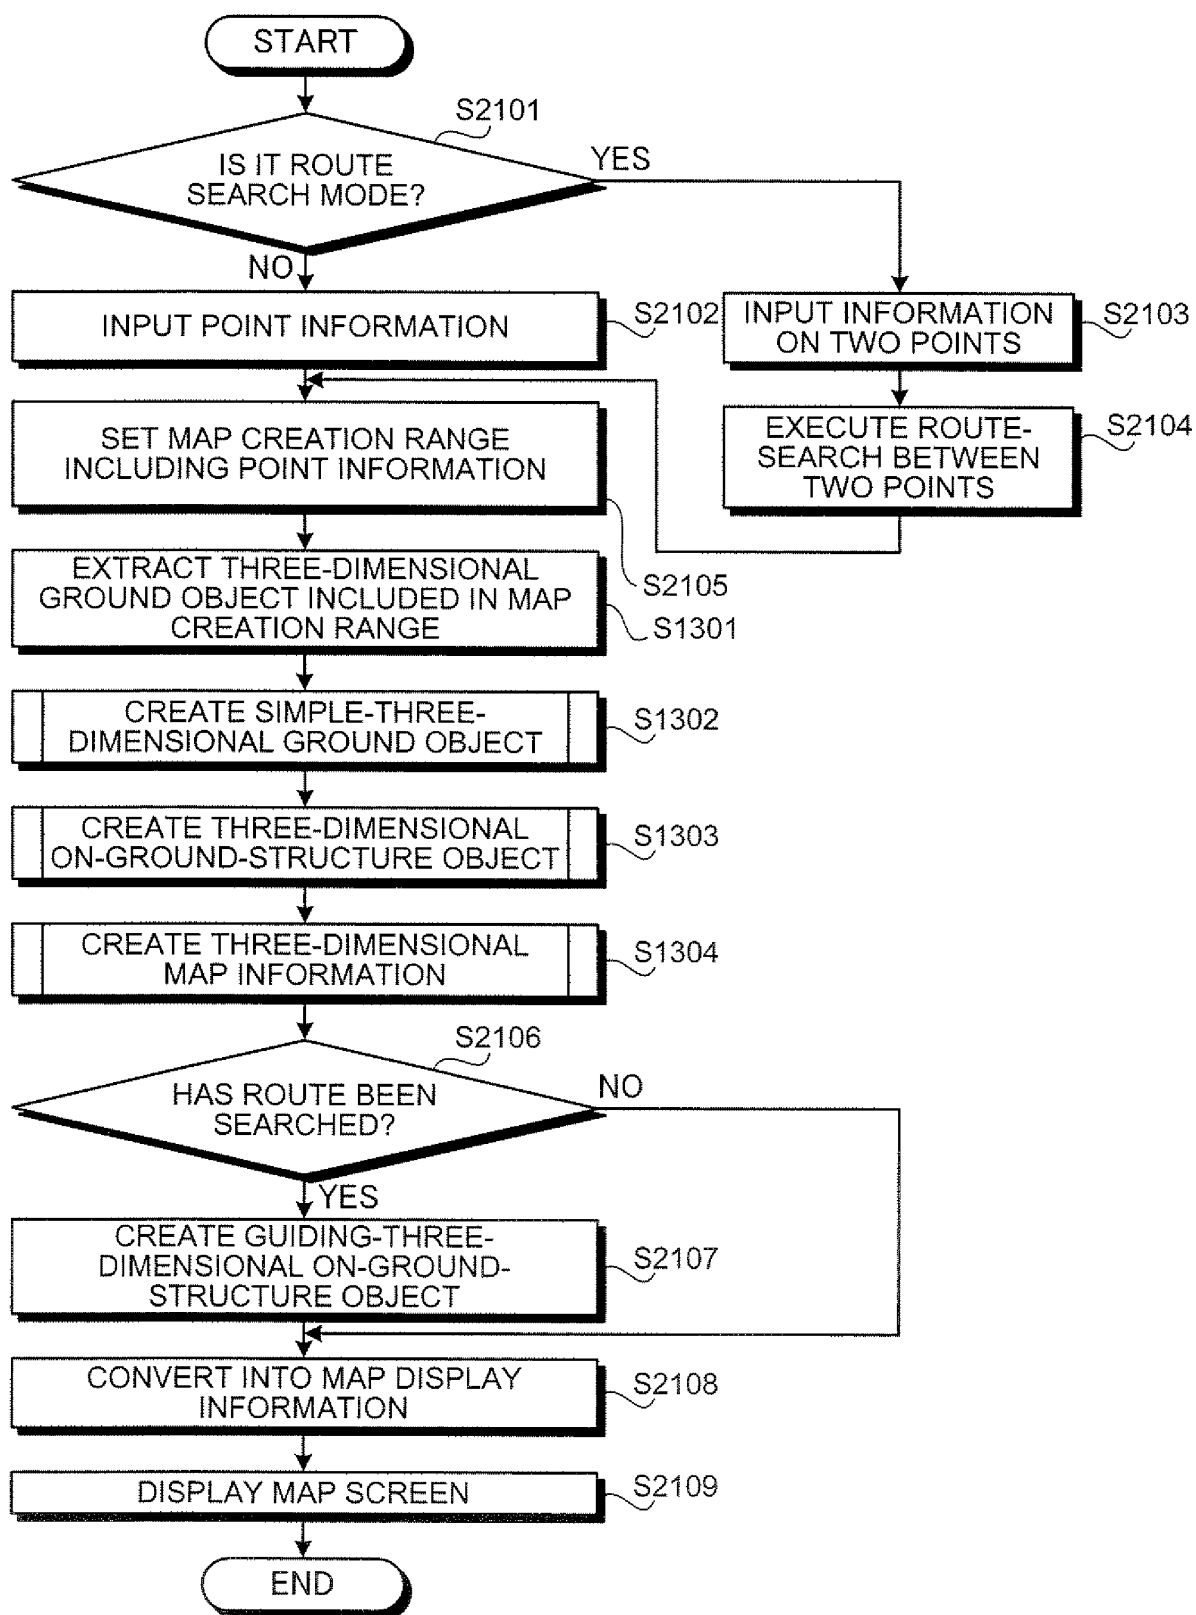 START
S2101
IS IT ROUTE
SEARCH MODE?
YES
NO
INPUT POINT INFORMATION
S2102
INPUT INFORMATION
ON TWO POINTS
S2103
EXECUTE ROUTE-
SEARCH BETWEEN
TWO POINTS
S2104
SET MAP CREATION RANGE
INCLUDING POINT INFORMATION
S2105
EXTRACT THREE-DIMENSIONAL
GROUND OBJECT INCLUDED IN MAP
CREATION RANGE
S1301
CREATE SIMPLE-THREE-
DIMENSIONAL GROUND OBJECT
S1302
CREATE THREE-DIMENSIONAL
ON-GROUND-STRUCTURE OBJECT
S1303
CREATE THREE-DIMENSIONAL
MAP INFORMATION
S1304
S2106
HAS ROUTE BEEN
SEARCHED?
NO
YES
CREATE GUIDING-THREE-
DIMENSIONAL ON-GROUND-
STRUCTURE OBJECT
S2107
CONVERT INTO MAP DISPLAY
INFORMATION
S2108
DISPLAY MAP SCREEN
S2109
END